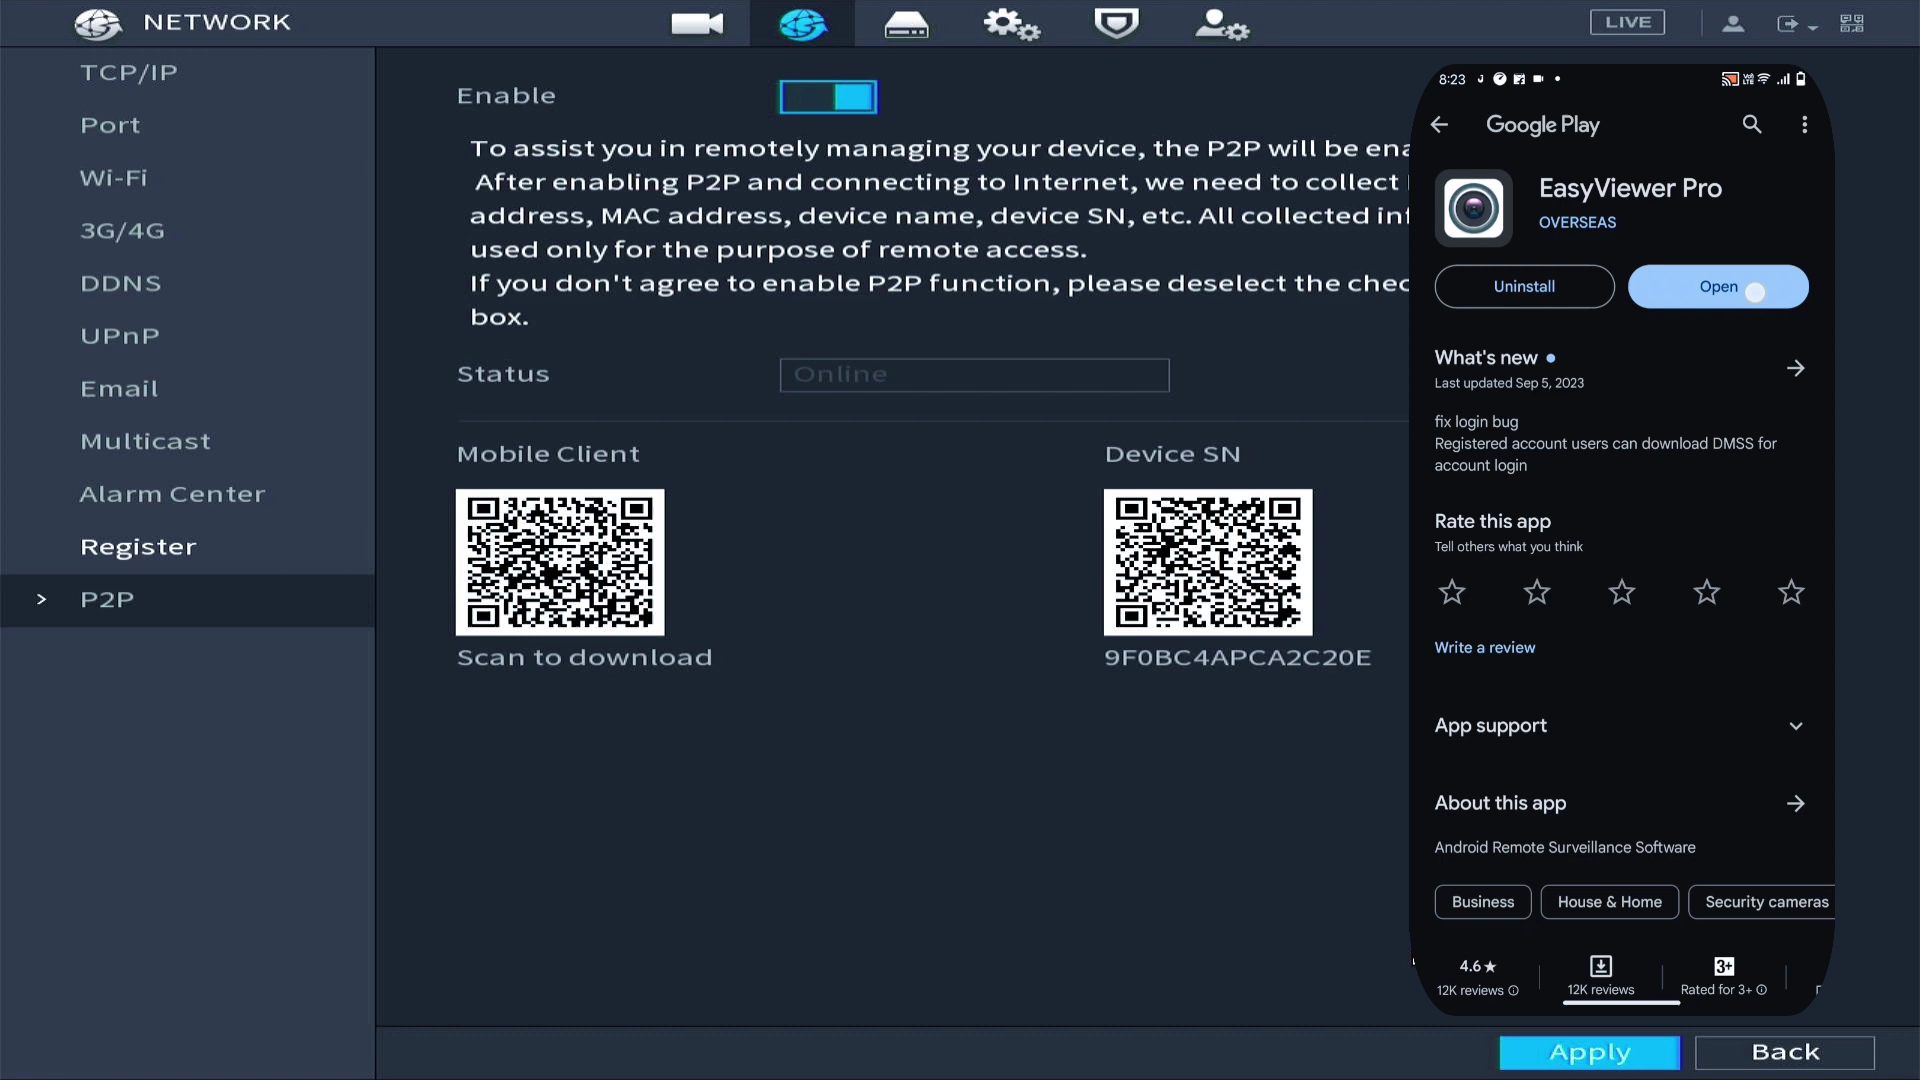 NETWORK
LIVE
TCP/IP
Port
Wi-Fi
3G/4G
DDNS
UPnP
Email
Multicast
Alarm Center
Register
> P2P
Enable
To assist you in remotely managing your device, the P2P will be ena
After enabling P2P and connecting to Internet, we need to collect
address, MAC address, device name, device SN, etc. All collected inf
used only for the purpose of remote access.
If you don't agree to enable P2P function, please deselect the chec
box.
Status
Online
Mobile Client
Device SN
Scan to download
9F0BC4APCA2C20E
8:23
Google Play
EasyViewer Pro
OVERSEAS
Uninstall
Open
What's new
Last updated Sep 5, 2023
fix login bug
Registered account users can download DMSS for
account login
Rate this app
Tell others what you think
Write a review
App support
About this app
Android Remote Surveillance Software
Business
House & Home
Security cameras
4.6★
3+
12K reviews
12K reviews
Rated for 3+
Apply
Back